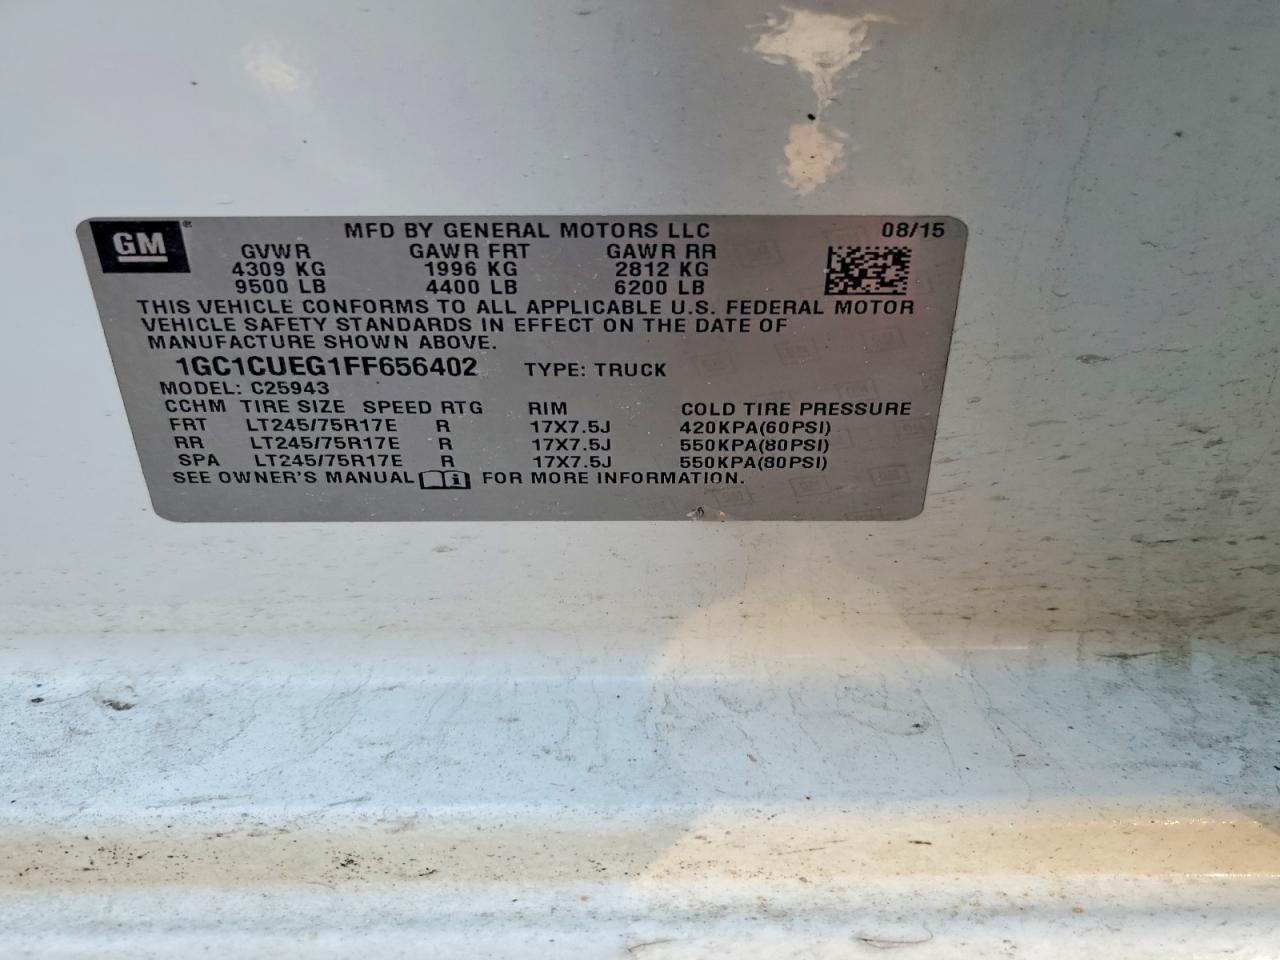 GM ® MFD BY GENERAL MOTORS LLC 08/15
GVWR GAWR FRT GAWR RR
4309 KG 1996 KG 2812 KG
9500 LB 4400 LB 6200 LB
THIS VEHICLE CONFORMS TO ALL APPLICABLE U.S. FEDERAL MOTOR
VEHICLE SAFETY STANDARDS IN EFFECT ON THE DATE OF
MANUFACTURE SHOWN ABOVE.
1GC1CUEG1FF656402 TYPE: TRUCK
MODEL: C25943
CCHM TIRE SIZE SPEED RTG RIM COLD TIRE PRESSURE
FRT LT245/75R17E R 17X7.5J 420KPA(60PSI)
RR LT245/75R17E R 17X7.5J 550KPA(80PSI)
SPA LT245/75R17E R 17X7.5J 550KPA(80PSI)
SEE OWNER'S MANUAL i FOR MORE INFORMATION.